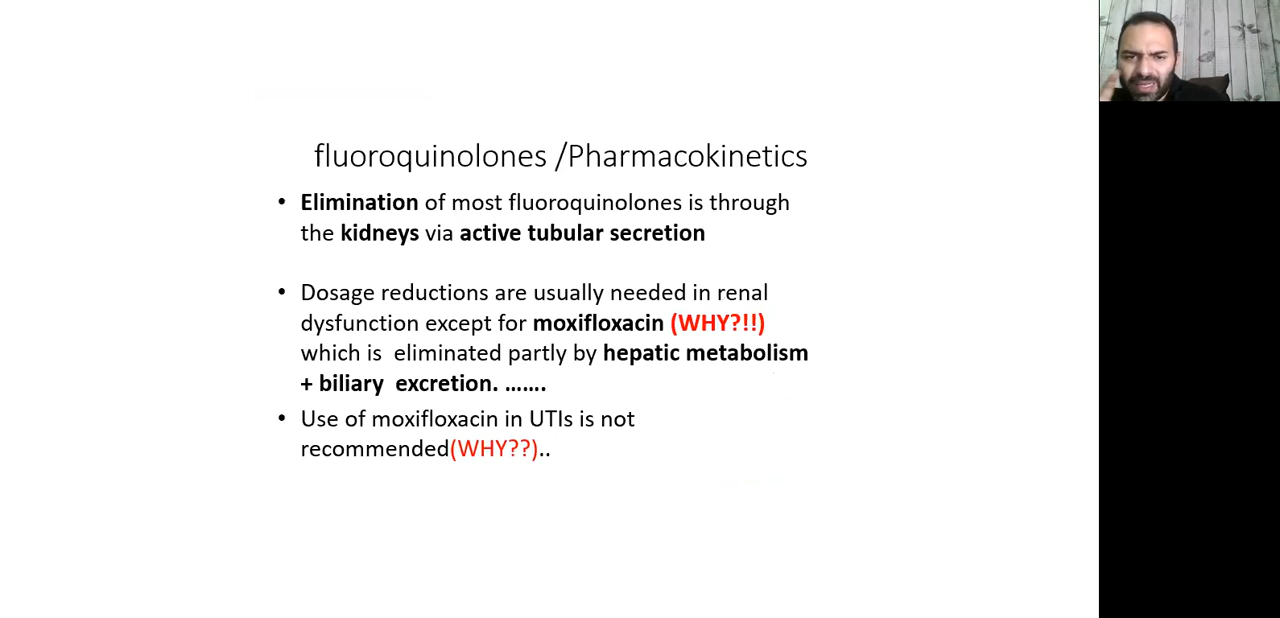 fluoroquinolones /Pharmacokinetics
• Elimination of most fluoroquinolones is through
the kidneys via active tubular secretion
• Dosage reductions are usually needed in renal
dysfunction except for moxifloxacin (WHY?!!)
which is  eliminated partly by hepatic metabolism
+ biliary  excretion. …….
• Use of moxifloxacin in UTIs is not
recommended(WHY??)..